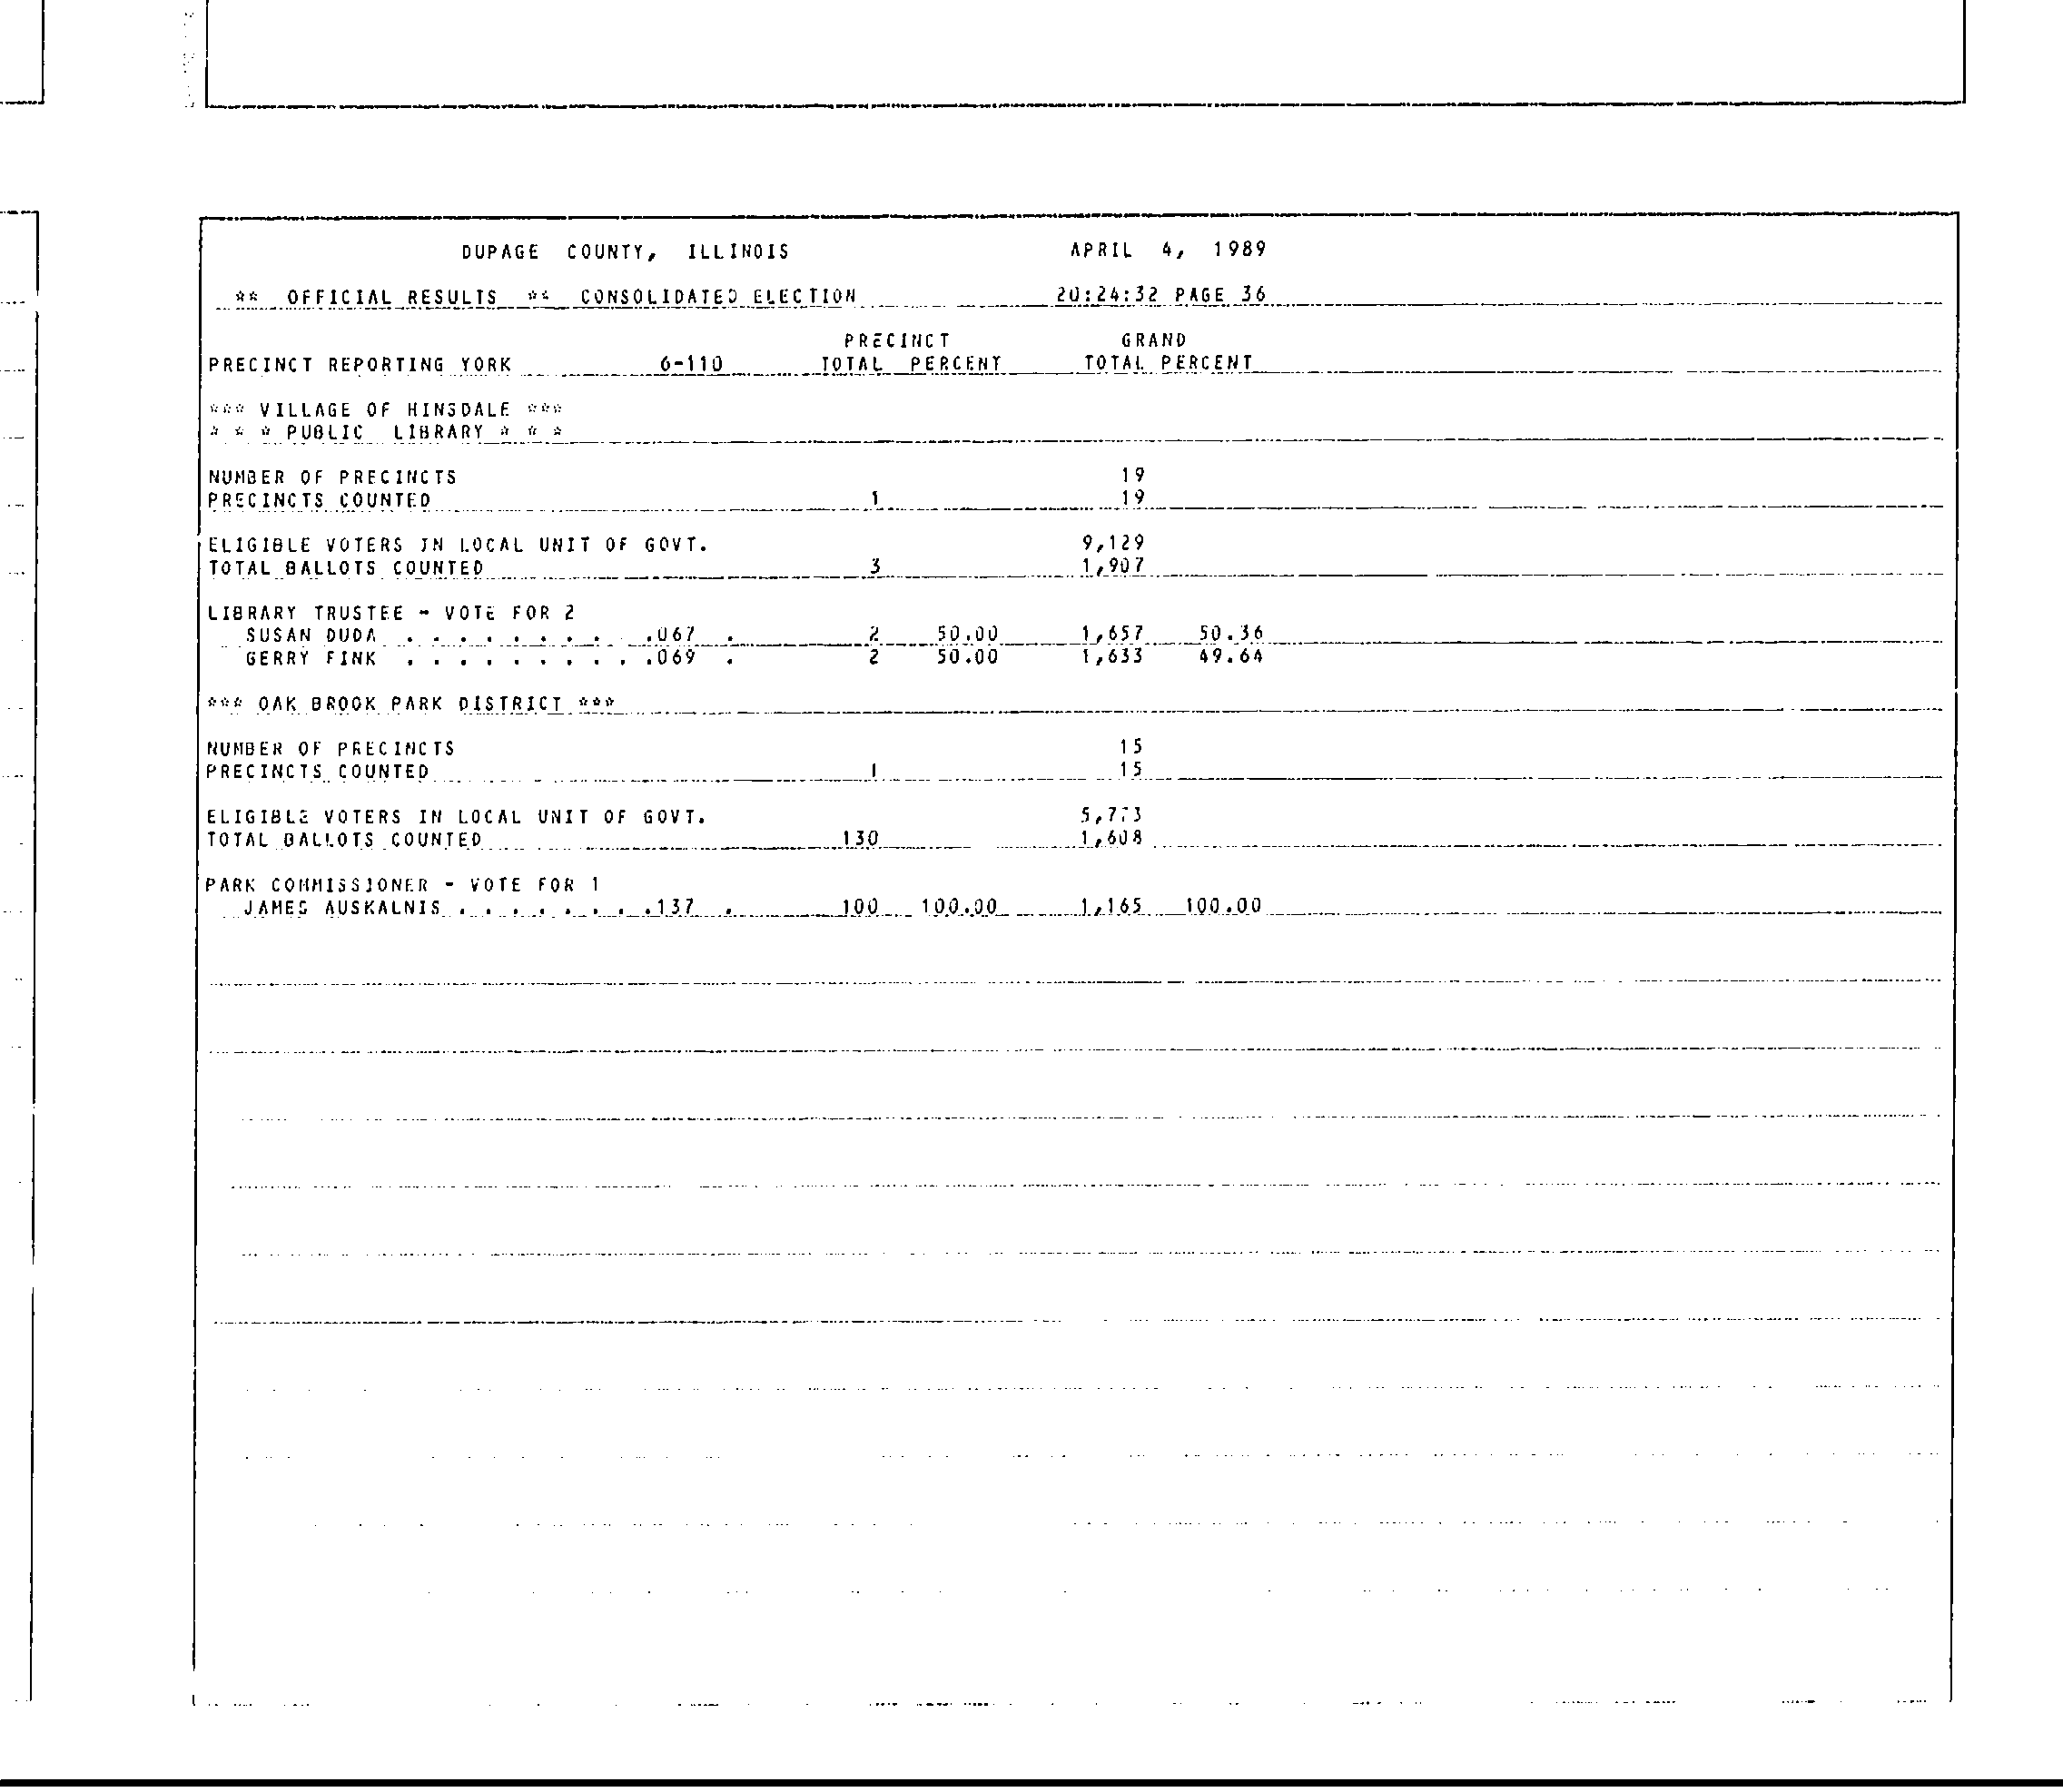 DUPAGE COUNTY, ILLINOIS APRIL 4, 1989
** OFFICIAL RESULTS ** CONSOLIDATED ELECTION 20:24:32 PAGE 36
PRECINCT GRAND
PRECINCT REPORTING YORK 6-110 TOTAL PERCENT TOTAL PERCENT
*** VILLAGE OF HINSDALE ***
* * * PUBLIC LIBRARY * * *
NUMBER OF PRECINCTS 19
PRECINCTS COUNTED 1 19
ELIGIBLE VOTERS IN LOCAL UNIT OF GOVT. 9,129
TOTAL BALLOTS COUNTED 3 1,907
LIBRARY TRUSTEE - VOTE FOR 2
SUSAN DUDA . . . . . . . . .067 . 2 50.00 1,657 50.36
GERRY FINK . . . . . . . . . .069 . 2 50.00 1,633 49.64
*** OAK BROOK PARK DISTRICT ***
NUMBER OF PRECINCTS 15
PRECINCTS COUNTED 1 15
ELIGIBLE VOTERS IN LOCAL UNIT OF GOVT. 5,773
TOTAL BALLOTS COUNTED 130 1,608
PARK COMMISSIONER - VOTE FOR 1
JAMES AUSKALNIS . . . . . . . .137 . 100 100.00 1,165 100.00